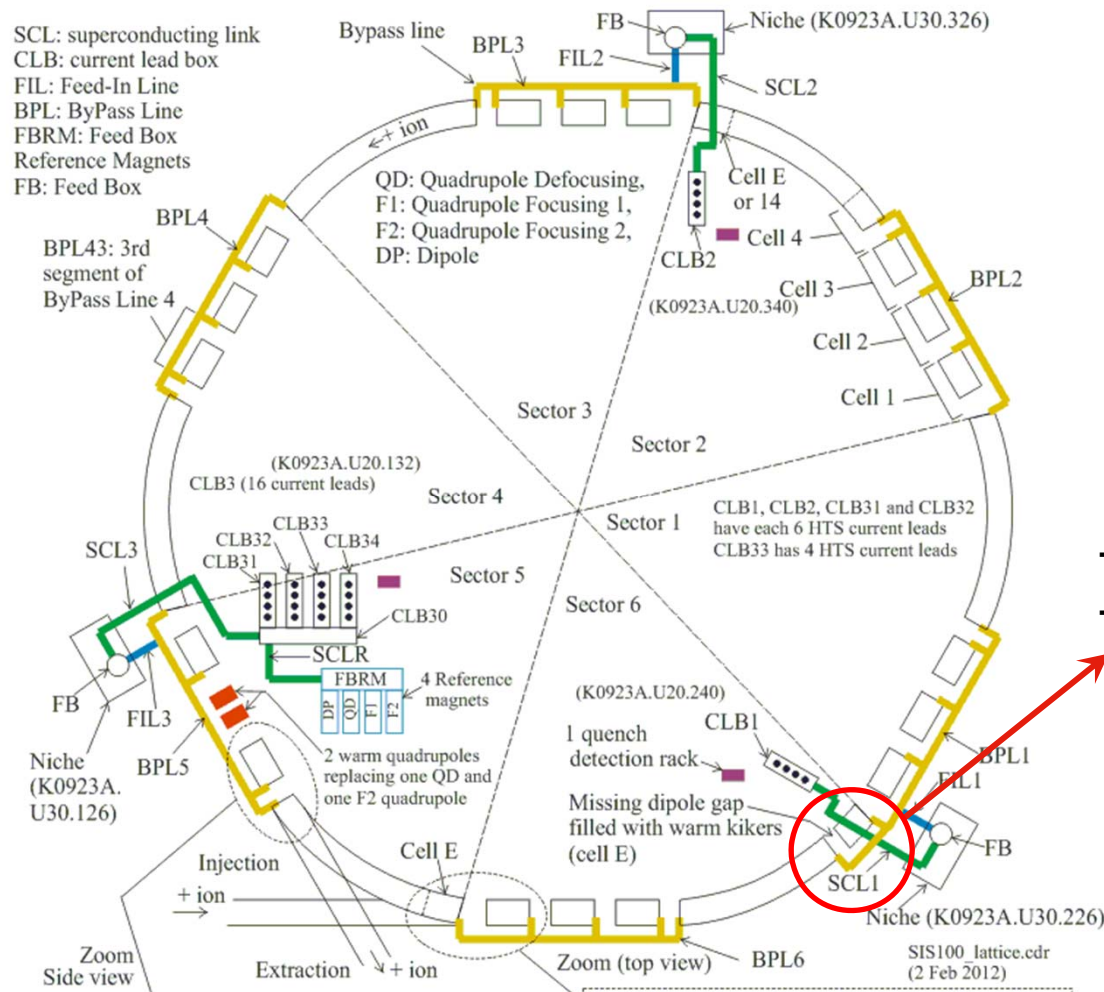 SCL: superconducting link
CLB: current lead box
FIL: Feed-In Line
BPL: ByPass Line
FBRM: Feed Box
Reference Magnets
FB: Feed Box
Bypass line
BPL3
FB
FIL2
Niche (K0923A.U30.326)
SCL2
+ ion
QD: Quadrupole Defocusing,
F1: Quadrupole Focusing 1,
F2: Quadrupole Focusing 2,
DP: Dipole
Cell E
or 14
CLB2
(K0923A.U20.340)
Cell 4
Cell 3
Cell 2
Cell 1
BPL2
BPL4
BPL43: 3rd
segment of
ByPass Line 4
Sector 3
Sector 2
Sector 4
Sector 1
Sector 5
Sector 6
(K0923A.U20.132)
CLB3 (16 current leads)
CLB1, CLB2, CLB31 and CLB32
have each 6 HTS current leads
CLB33 has 4 HTS current leads
CLB33
CLB32
CLB34
CLB31
SCL3
CLB30
SCLR
FBRM
DP
QD
F1
F2
4 Reference
magnets
FB
FIL3
Niche
(K0923A.
U30.126)
BPL5
2 warm quadrupoles
replacing one QD and
one F2 quadrupole
(K0923A.U20.240)
CLB1
1 quench
detection rack
Missing dipole gap
filled with warm kikers
(cell E)
BPL1
FIL1
FB
SCL1
Niche (K0923A.U30.226)
Injection
+ ion
Cell E
Zoom
Side view
Extraction
+ ion
Zoom (top view)
BPL6
SIS100_lattice.cdr
(2 Feb 2012)